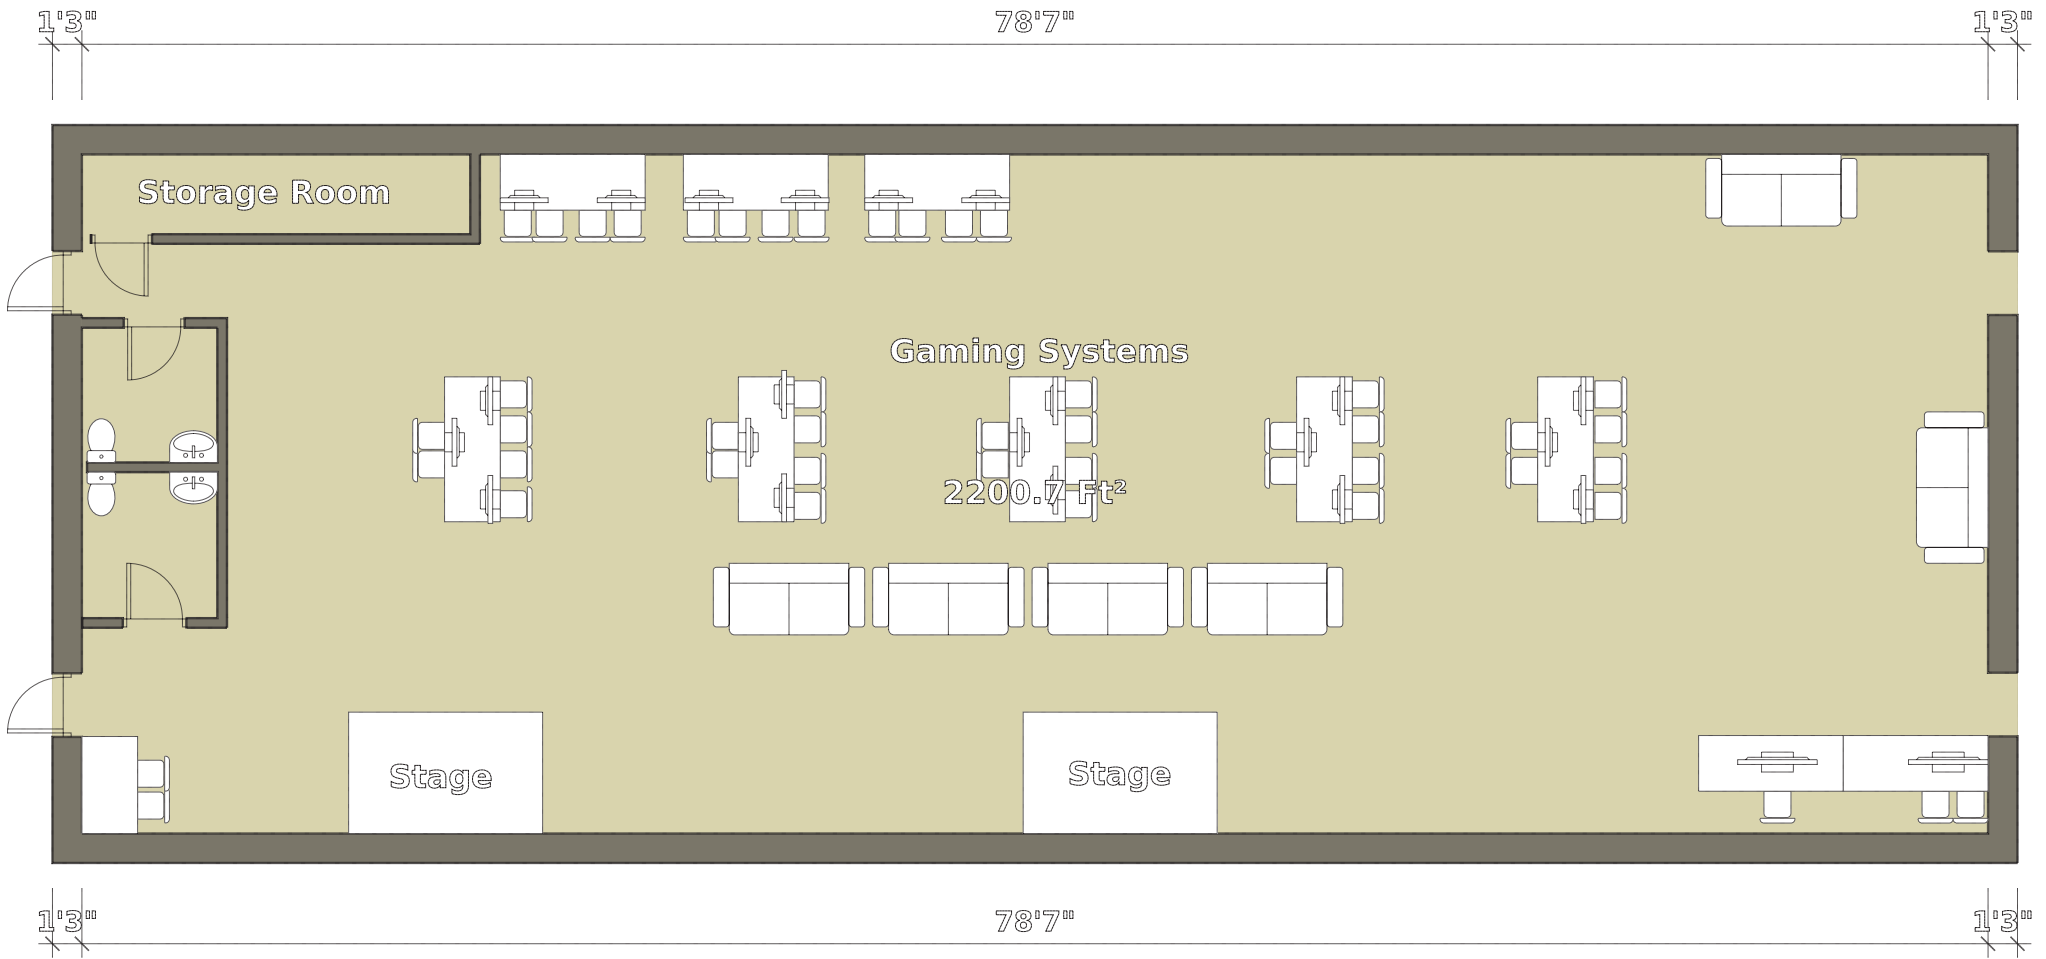 1'3" 78'7" 1'3"
Storage Room
Gaming Systems
2200.7 Ft²
Stage Stage
1'3" 78'7" 1'3"